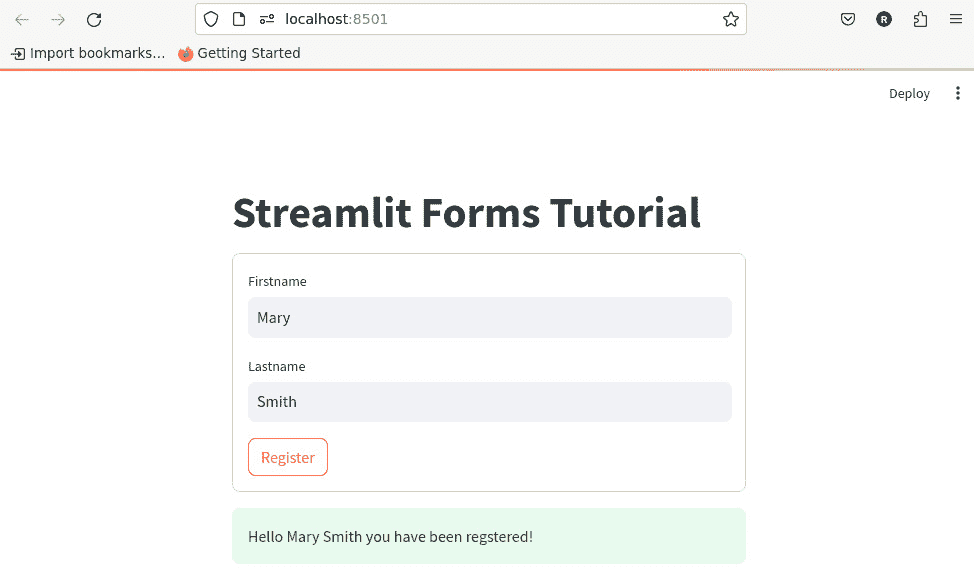 localhost:8501
Import bookmarks... Getting Started
Deploy
Streamlit Forms Tutorial
Firstname
Mary
Lastname
Smith
Register
Hello Mary Smith you have been regstered!